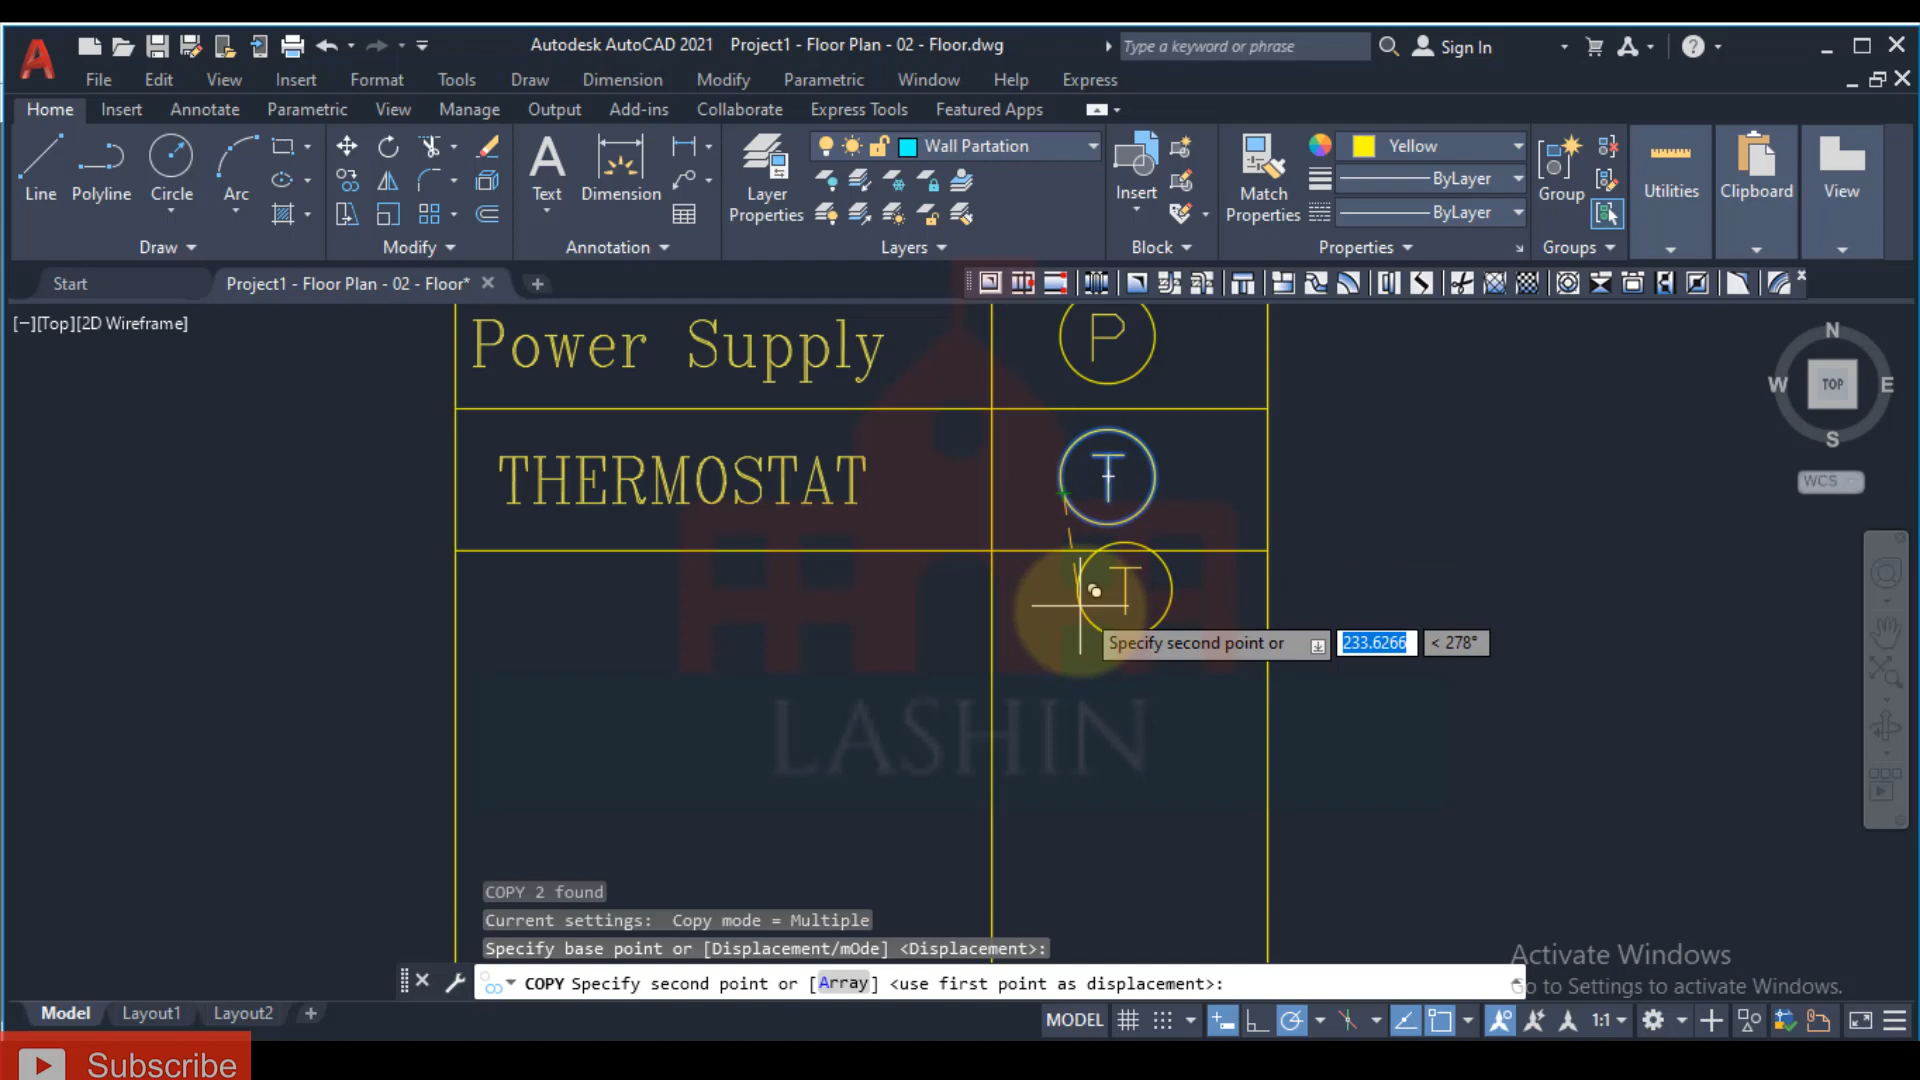 Autodesk AutoCAD 2021 Project1 - Floor Plan - 02 - Floor.dwg
Type a keyword or phrase
Sign In
File Edit View Insert Format Tools Draw Dimension Modify Parametric Window Help Express
Home Insert Annotate Parametric View Manage Output Add-ins Collaborate Express Tools Featured Apps
Wall Partation
Yellow
ByLayer
ByLayer
Line Polyline Circle Arc Text Dimension Layer Properties Insert Match Properties Group Utilities Clipboard View
Draw Modify Annotation Layers Block Properties Groups
Start Project1 - Floor Plan - 02 - Floor*
[−][Top][2D Wireframe]
N
W TOP E
S
WCS
Power Supply P
THERMOSTAT T
T
Specify second point or 233.6266 < 278°
LASHIN
COPY 2 found
Current settings: Copy mode = Multiple
Specify base point or [Displacement/mOde] <Displacement>:
COPY Specify second point or [Array] <use first point as displacement>:
Activate Windows
Go to Settings to activate Windows.
Model Layout1 Layout2
MODEL 1:1
Subscribe